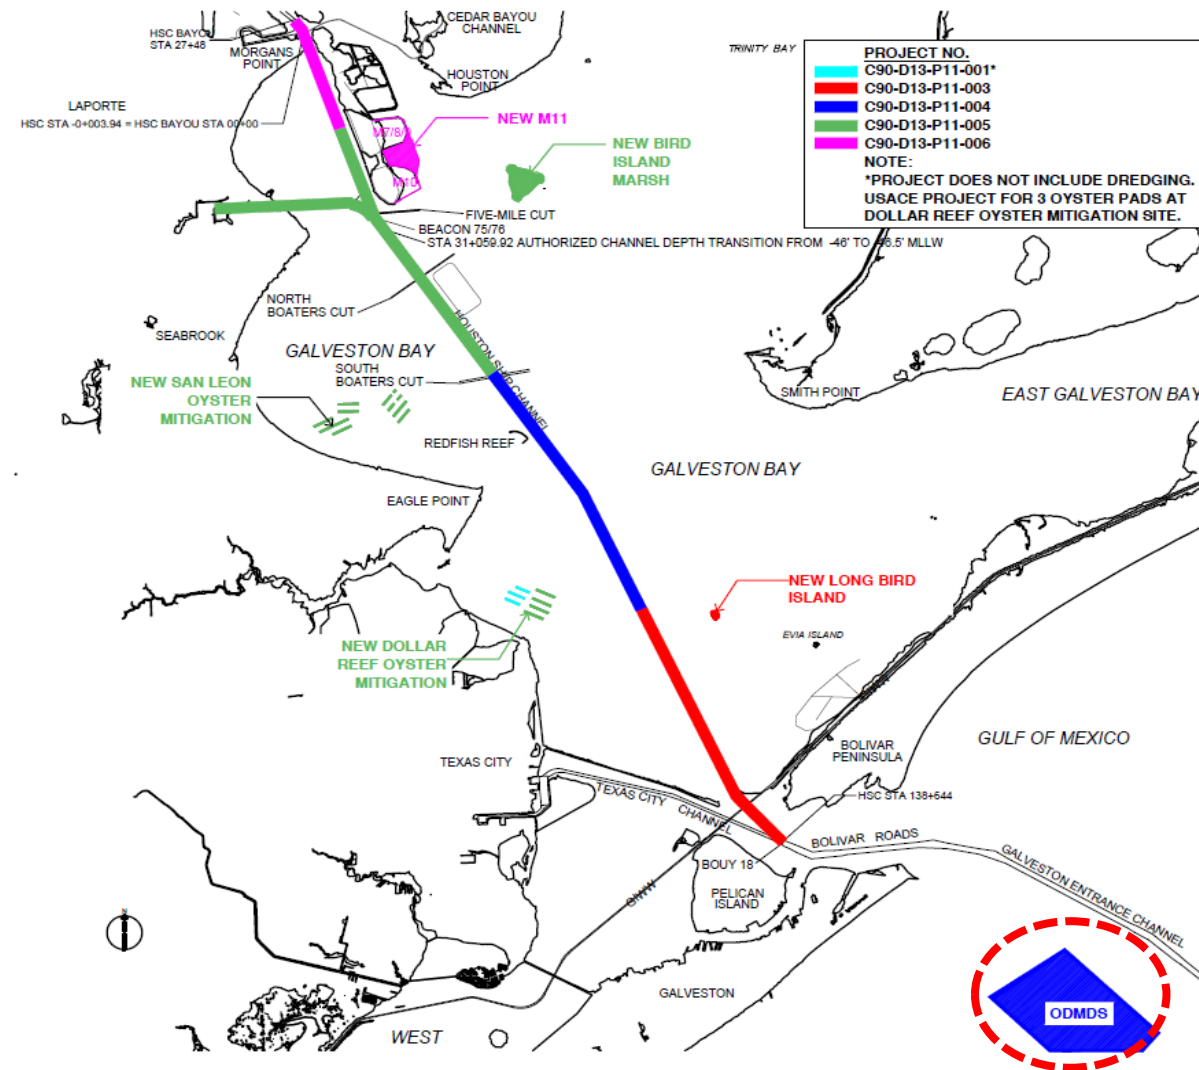 HSC BAYOU
STA 27+48
CEDAR BAYOU
CHANNEL
MORGANS
POINT
HOUSTON
POINT
TRINITY BAY
PROJECT NO.
C90-D13-P11-001*
C90-D13-P11-003
C90-D13-P11-004
C90-D13-P11-005
C90-D13-P11-006
NOTE:
*PROJECT DOES NOT INCLUDE DREDGING.
USACE PROJECT FOR 3 OYSTER PADS AT
DOLLAR REEF OYSTER MITIGATION SITE.
LAPORTE
HSC STA -0+003.94 = HSC BAYOU STA 00+00
NEW M11
M10
NEW BIRD
ISLAND
MARSH
FIVE-MILE CUT
BEACON 75/76
STA 31+059.92 AUTHORIZED CHANNEL DEPTH TRANSITION FROM -46' TO -46.5' MLLW
NORTH
BOATERS CUT
SEABROOK
GALVESTON BAY
HOUSTON SHIP CHANNEL
SOUTH
BOATERS CUT
NEW SAN LEON
OYSTER
MITIGATION
SMITH POINT
EAST GALVESTON BAY
REDFISH REEF
GALVESTON BAY
EAGLE POINT
NEW LONG BIRD
ISLAND
EVIA ISLAND
NEW DOLLAR
REEF OYSTER
MITIGATION
GULF OF MEXICO
BOLIVAR
PENINSULA
TEXAS CITY
TEXAS CITY CHANNEL
HSC STA 138+644
BOLIVAR ROADS
GALVESTON ENTRANCE CHANNEL
BOUY 18
PELICAN
ISLAND
GIWW
N
GALVESTON
ODMDS
WEST